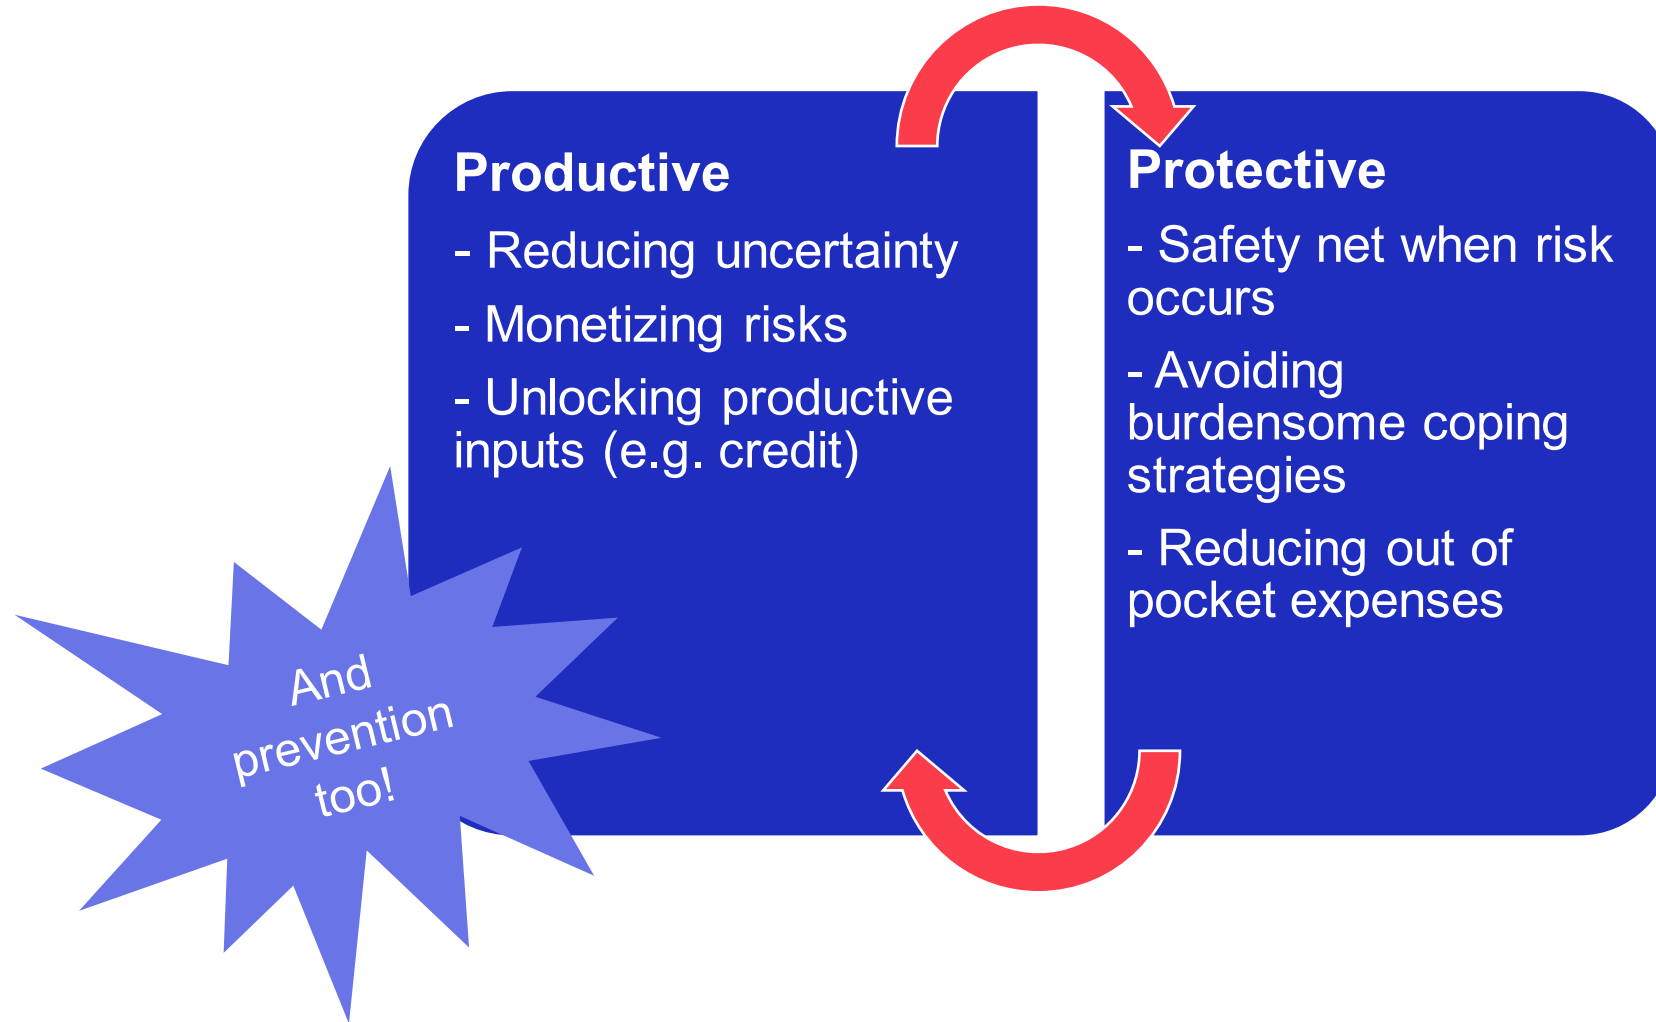 Productive
- Reducing uncertainty
- Monetizing risks
- Unlocking productive
inputs (e.g. credit)
Protective
- Safety net when risk
occurs
- Avoiding
burdensome coping
strategies
- Reducing out of
pocket expenses
And
prevention
too!